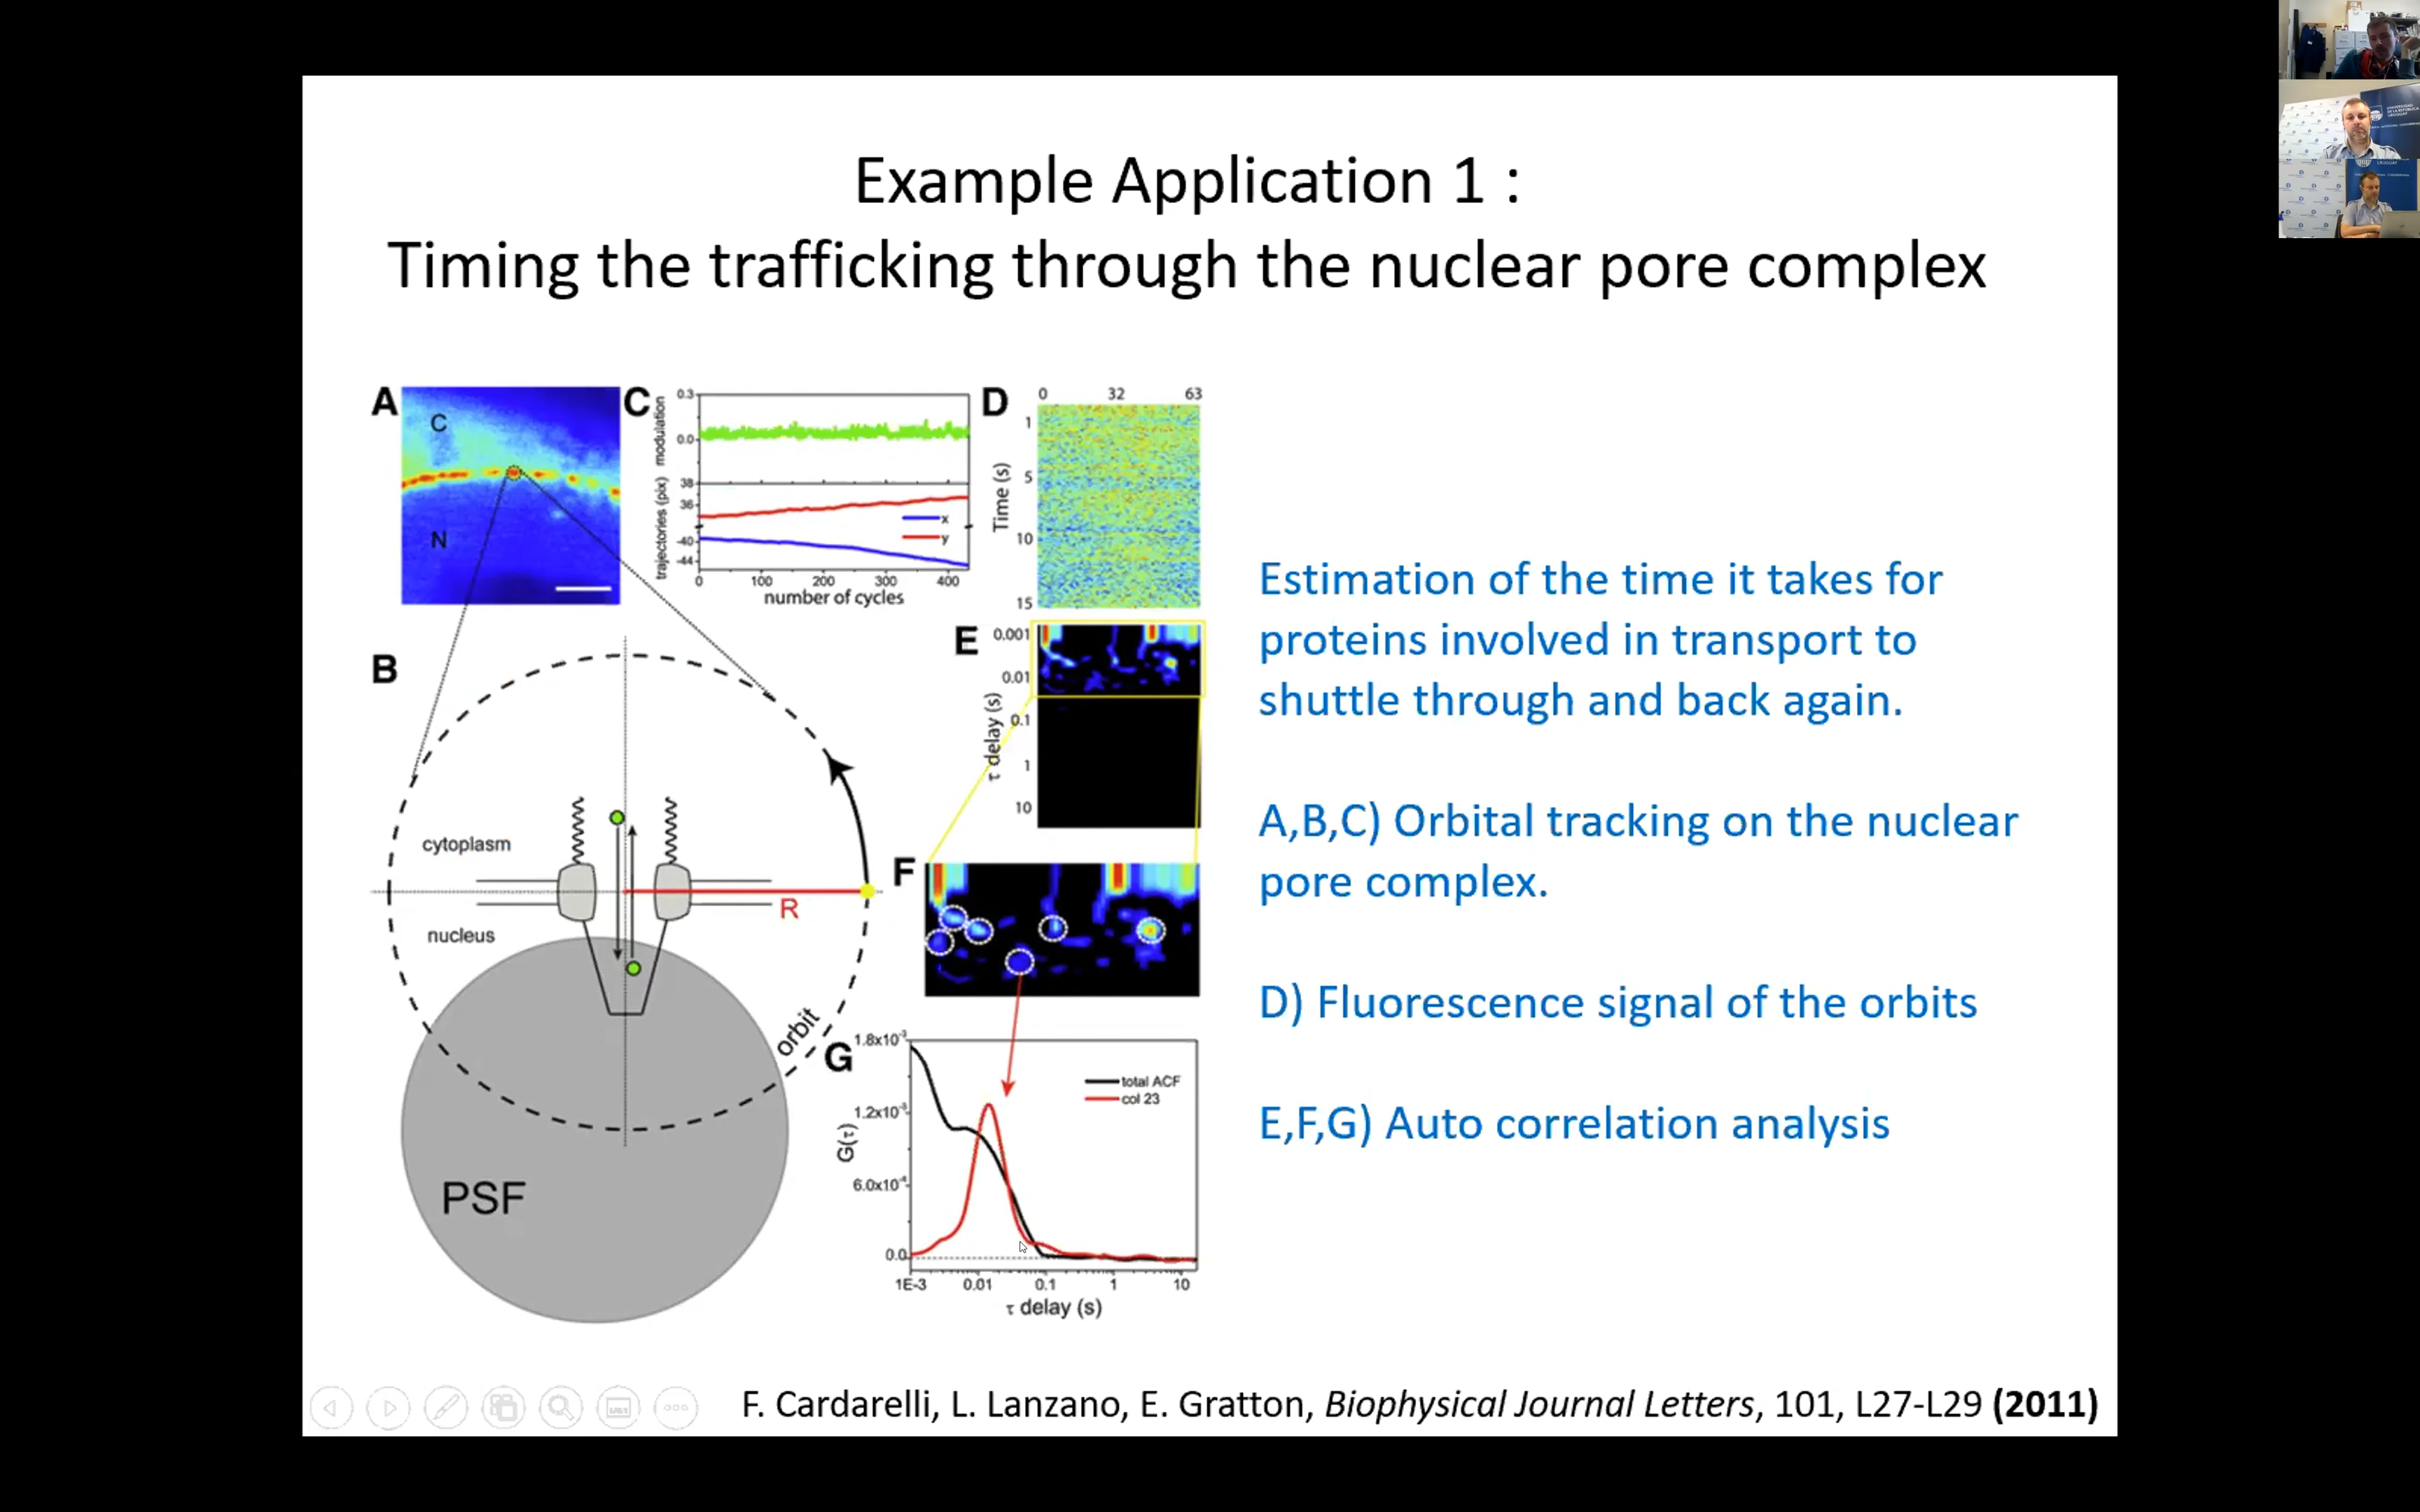 Example Application 1 :
Timing the trafficking through the nuclear pore complex
A
C
N
B
cytoplasm
nucleus
R
orbit
PSF
C
modulation
0.3
0.0
trajectories (pix)
38
36
-40
-44
x
y
0 100 200 300 400
number of cycles
D
0 32 63
Time (s)
1
5
10
15
E
τ delay (s)
0.001
0.01
0.1
1
10
F
G
G(τ)
1.8x10⁻³
1.2x10⁻³
6.0x10⁻⁴
0.0
total ACF
col 23
1E-3 0.01 0.1 1 10
τ delay (s)
Estimation of the time it takes for
proteins involved in transport to
shuttle through and back again.
A,B,C) Orbital tracking on the nuclear
pore complex.
D) Fluorescence signal of the orbits
E,F,G) Auto correlation analysis
F. Cardarelli, L. Lanzano, E. Gratton, Biophysical Journal Letters, 101, L27-L29 (2011)